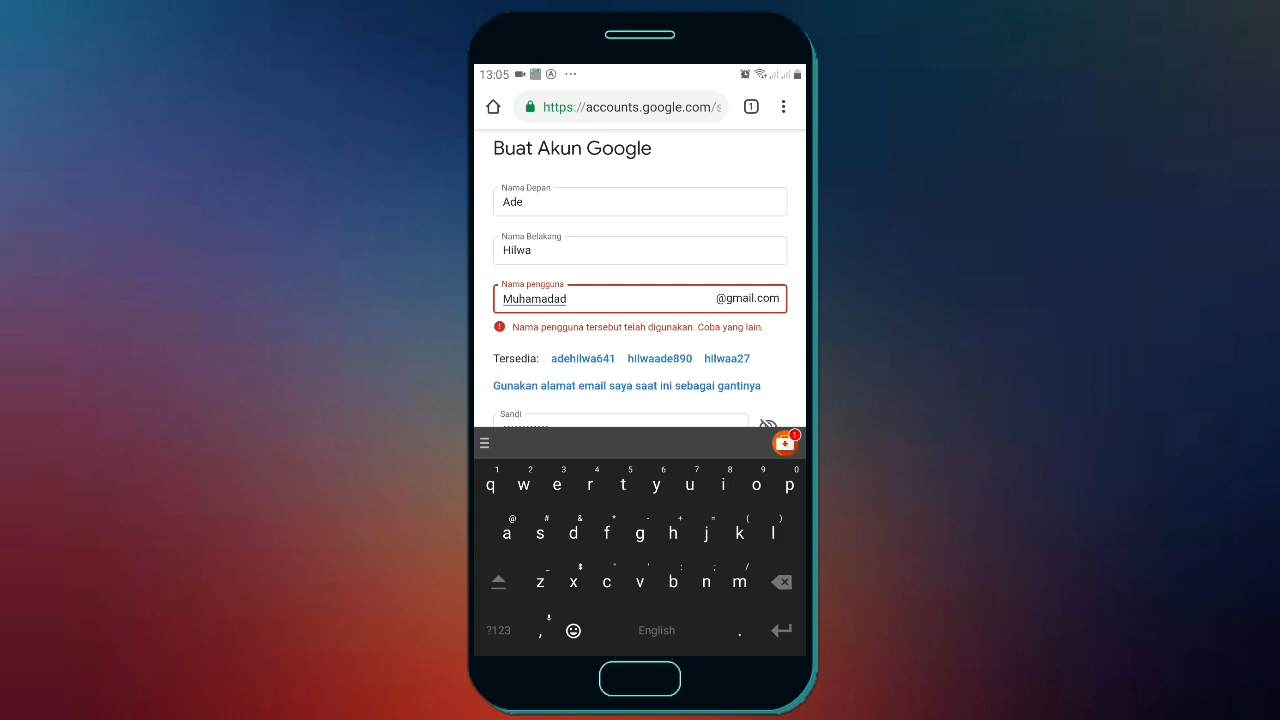 13:05
https://accounts.google.com/s
1
Buat Akun Google
Nama Depan
Ade
Nama Belakang
Hilwa
Nama pengguna
Muhamadad @gmail.com
Nama pengguna tersebut telah digunakan. Coba yang lain.
Tersedia: adehilwa641 hilwaade890 hilwaa27
Gunakan alamat email saya saat ini sebagai gantinya
Sandi
1
1 2 3 4 5 6 7 8 9 0
q w e r t y u i o p
@ # & * - + = ( )
a s d f g h j k l
_ $ " ' : ; /
z x c v b n m
?123 , English .